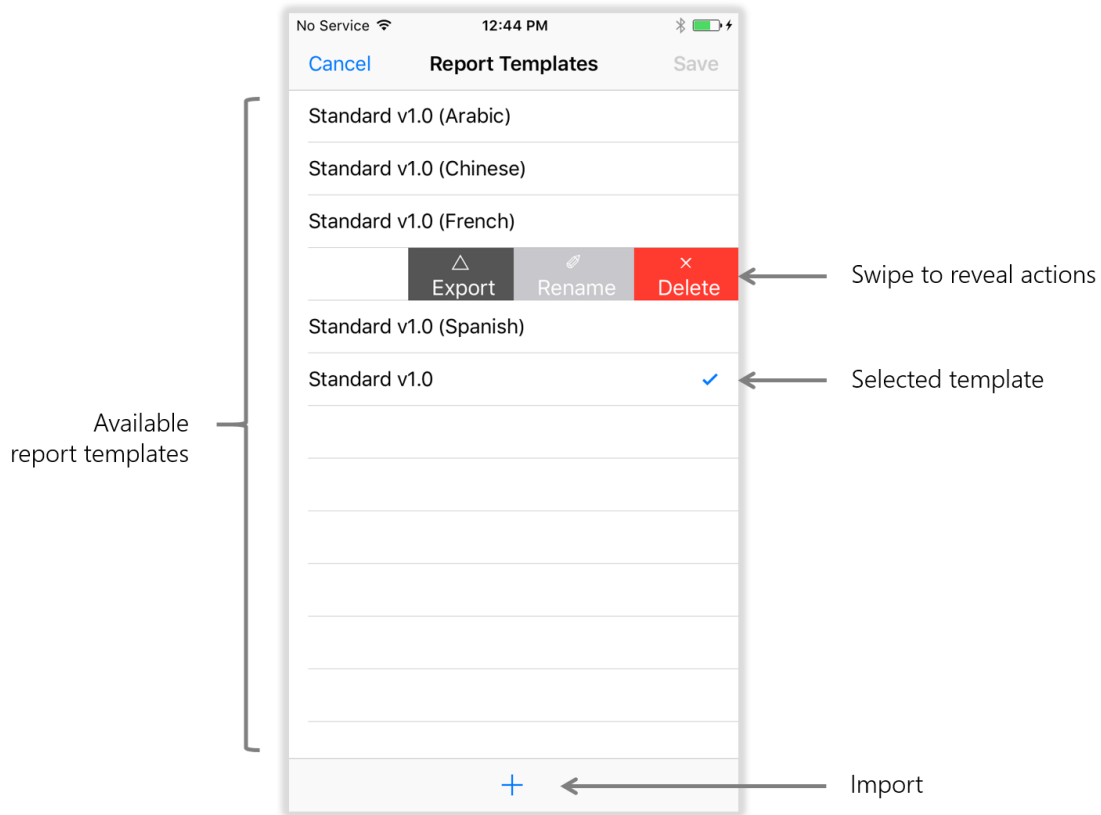 No Service 12:44 PM
Cancel Report Templates Save
Standard v1.0 (Arabic)
Standard v1.0 (Chinese)
Standard v1.0 (French)
Export Rename Delete
Swipe to reveal actions
Standard v1.0 (Spanish)
Standard v1.0
Selected template
Available
report templates
Import